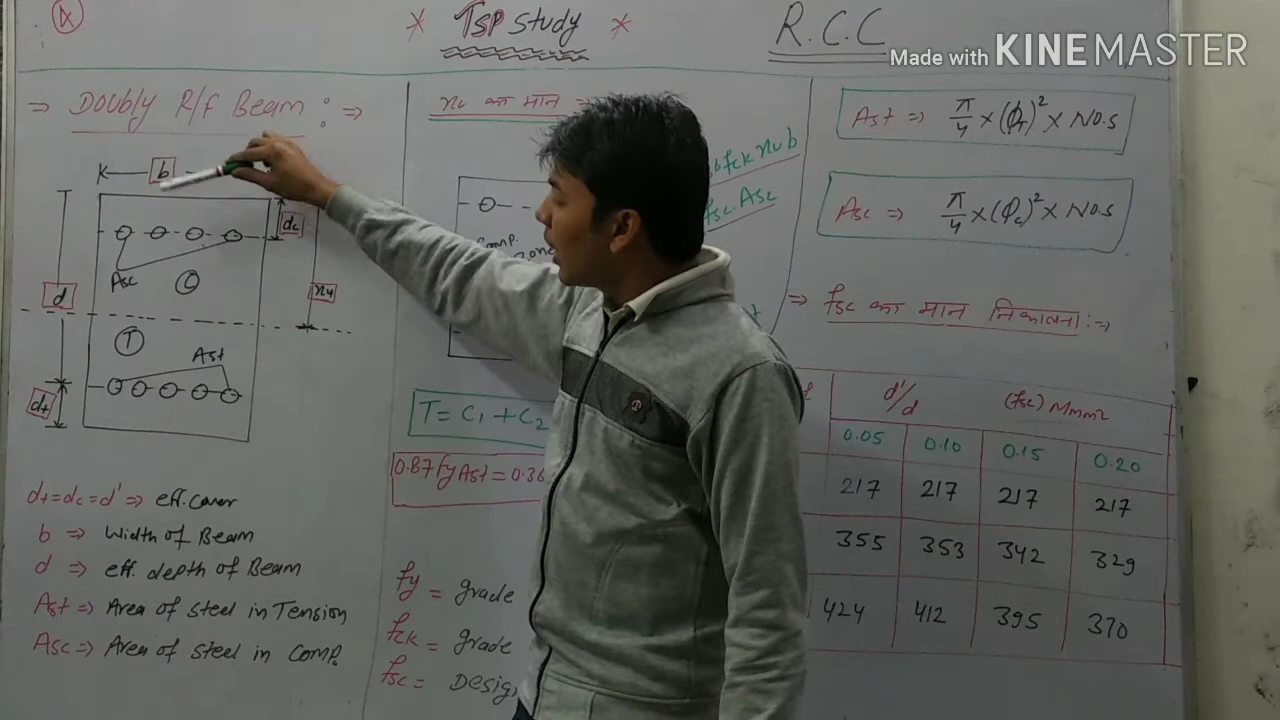 * TSP Study *
R.C.C
Made with KINEMASTER
=> Doubly R/F Beam :=>
b
dc
Asc
C
d
xu
T
Ast
dt
dt=dc=d' => eff. cover
b => Width of Beam
d => eff. depth of Beam
Ast => Area of Steel in Tension
Asc => Area of Steel in Comp.
xu का मान =
fck xu b
fsc. Asc
Comp.
zone
T = C1 + C2
0.87 fy Ast = 0.36
fy = grade
fck = grade
fsc =
Ast => π/4 × (ϕT)² × No.s
Asc => π/4 × (ϕc)² × No.s
=> fsc का मान निकालना :=>
d'/d (fsc) N/mm2
0.05 0.10 0.15 0.20
217 217 217 217
355 353 342 329
424 412 395 370